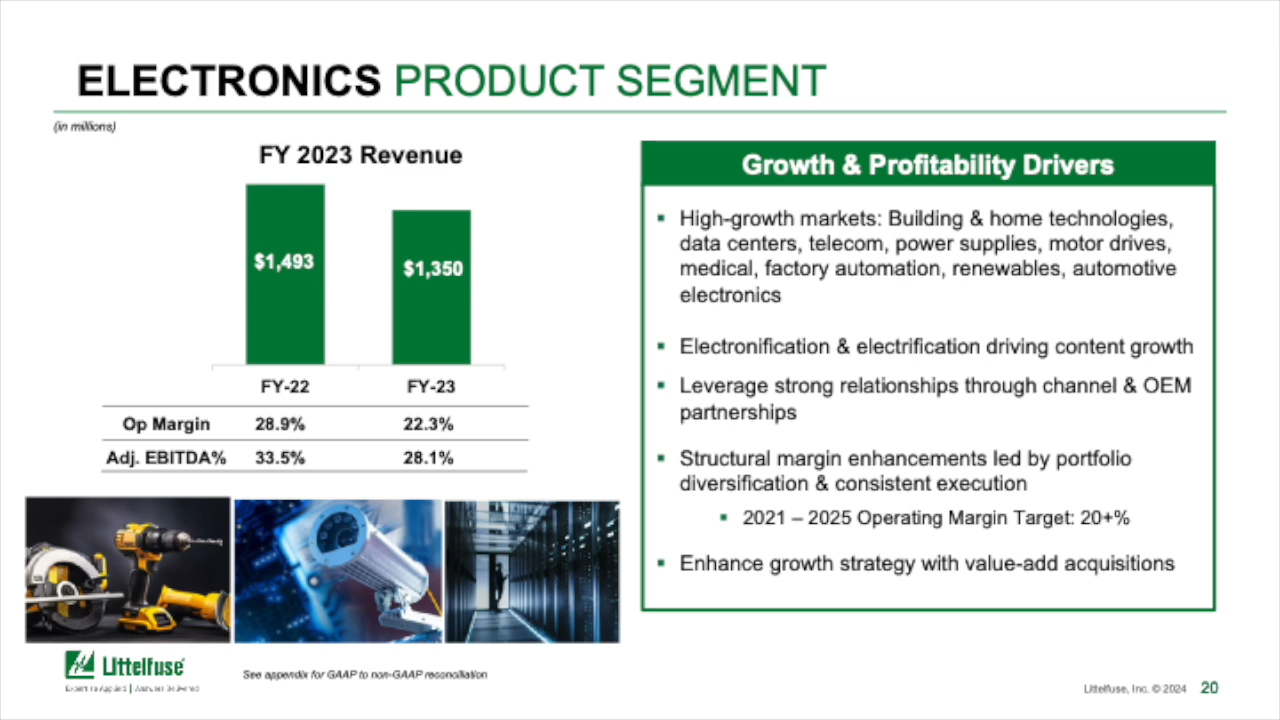 ELECTRONICS PRODUCT SEGMENT
(in millions)
FY 2023 Revenue
$1,493
$1,350
FY-22 FY-23
Op Margin 28.9% 22.3%
Adj. EBITDA% 33.5% 28.1%
Growth & Profitability Drivers
▪ High-growth markets: Building & home technologies,
data centers, telecom, power supplies, motor drives,
medical, factory automation, renewables, automotive
electronics
▪ Electronification & electrification driving content growth
▪ Leverage strong relationships through channel & OEM
partnerships
▪ Structural margin enhancements led by portfolio
diversification & consistent execution
▪ 2021 – 2025 Operating Margin Target: 20+%
▪ Enhance growth strategy with value-add acquisitions
Littelfuse
Expertise Applied | Answers Delivered
See appendix for GAAP to non-GAAP reconciliation
Littelfuse, Inc. © 2024 20